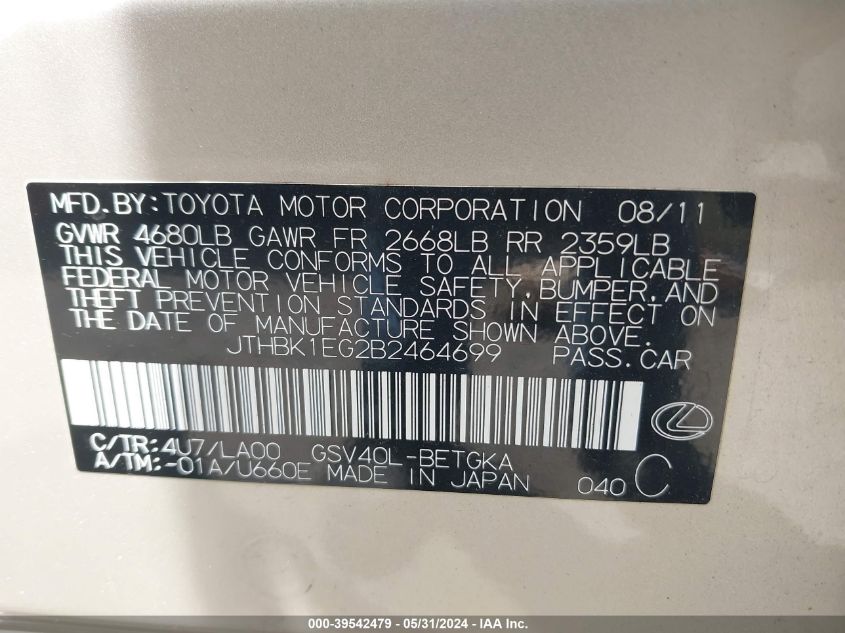 MFD.BY:TOYOTA MOTOR CORPORATION 08/11
GVWR 4680LB GAWR FR 2668LB RR 2359LB
THIS VEHICLE CONFORMS TO ALL APPLICABLE
FEDERAL MOTOR VEHICLE SAFETY,BUMPER,AND
THEFT PREVENTION STANDARDS IN EFFECT ON
THE DATE OF MANUFACTURE SHOWN ABOVE.
JTHBK1EG2B2464699 PASS.CAR
C/TR:4U7/LA00 GSV40L-BETGKA
A/TM:-01A/U660E MADE IN JAPAN 040 C
000-39542479 - 05/31/2024 - IAA Inc.